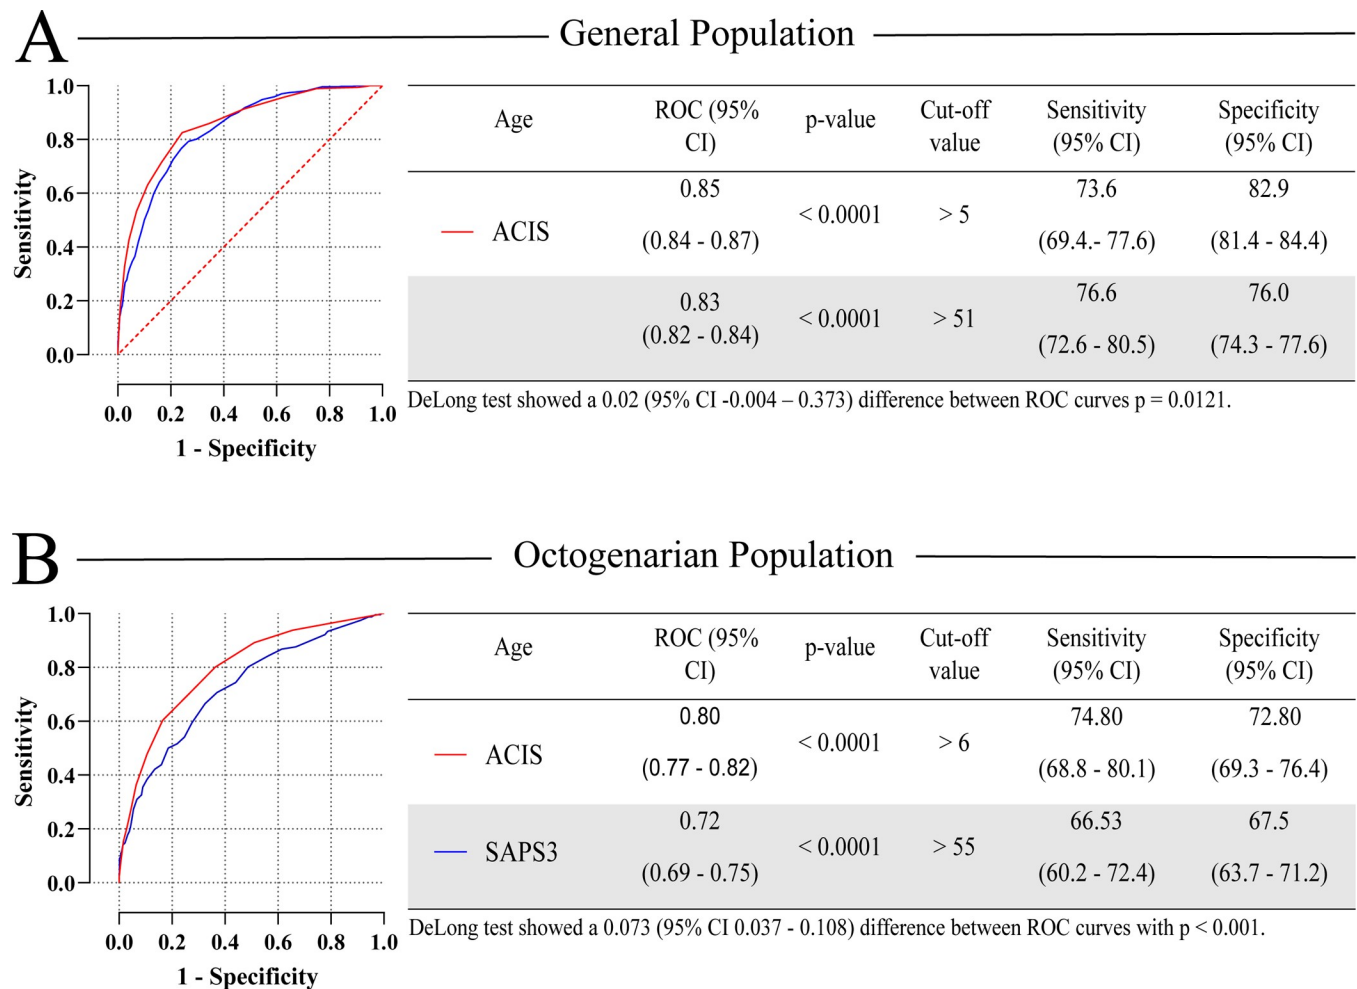 A General Population
1.0
0.8
0.6
0.4
0.2
0.0
Sensitivity
0.0 0.2 0.4 0.6 0.8 1.0
1 - Specificity
Age ROC (95% CI) p-value Cut-off value Sensitivity (95% CI) Specificity (95% CI)
ACIS 0.85 (0.84 - 0.87) < 0.0001 > 5 73.6 (69.4.- 77.6) 82.9 (81.4 - 84.4)
0.83 (0.82 - 0.84) < 0.0001 > 51 76.6 (72.6 - 80.5) 76.0 (74.3 - 77.6)
DeLong test showed a 0.02 (95% CI -0.004 – 0.373) difference between ROC curves p = 0.0121.
B Octogenarian Population
1.0
0.8
0.6
0.4
0.2
0.0
Sensitivity
0.0 0.2 0.4 0.6 0.8 1.0
1 - Specificity
Age ROC (95% CI) p-value Cut-off value Sensitivity (95% CI) Specificity (95% CI)
ACIS 0.80 (0.77 - 0.82) < 0.0001 > 6 74.80 (68.8 - 80.1) 72.80 (69.3 - 76.4)
SAPS3 0.72 (0.69 - 0.75) < 0.0001 > 55 66.53 (60.2 - 72.4) 67.5 (63.7 - 71.2)
DeLong test showed a 0.073 (95% CI 0.037 - 0.108) difference between ROC curves with p < 0.001.